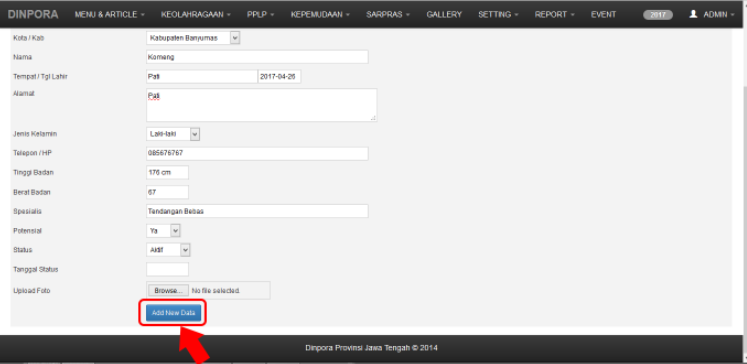 DINPORA MENU & ARTICLE KEOLAHRAGAAN PPLP KEPEMUDAAN SARPRAS GALLERY SETTING REPORT EVENT 2017 ADMIN
Kota / Kab Kabupaten Banyumas
Nama Komeng
Tempat / Tgl Lahir Pati 2017-04-26
Alamat Pati
Jenis Kelamin Laki-laki
Telepon / HP 085676767
Tinggi Badan 176 cm
Berat Badan 67
Spesialis Tendangan Bebas
Potensial Ya
Status Aktif
Tanggal Status
Upload Foto Browse... No file selected.
Add New Data
Dinpora Provinsi Jawa Tengah © 2014